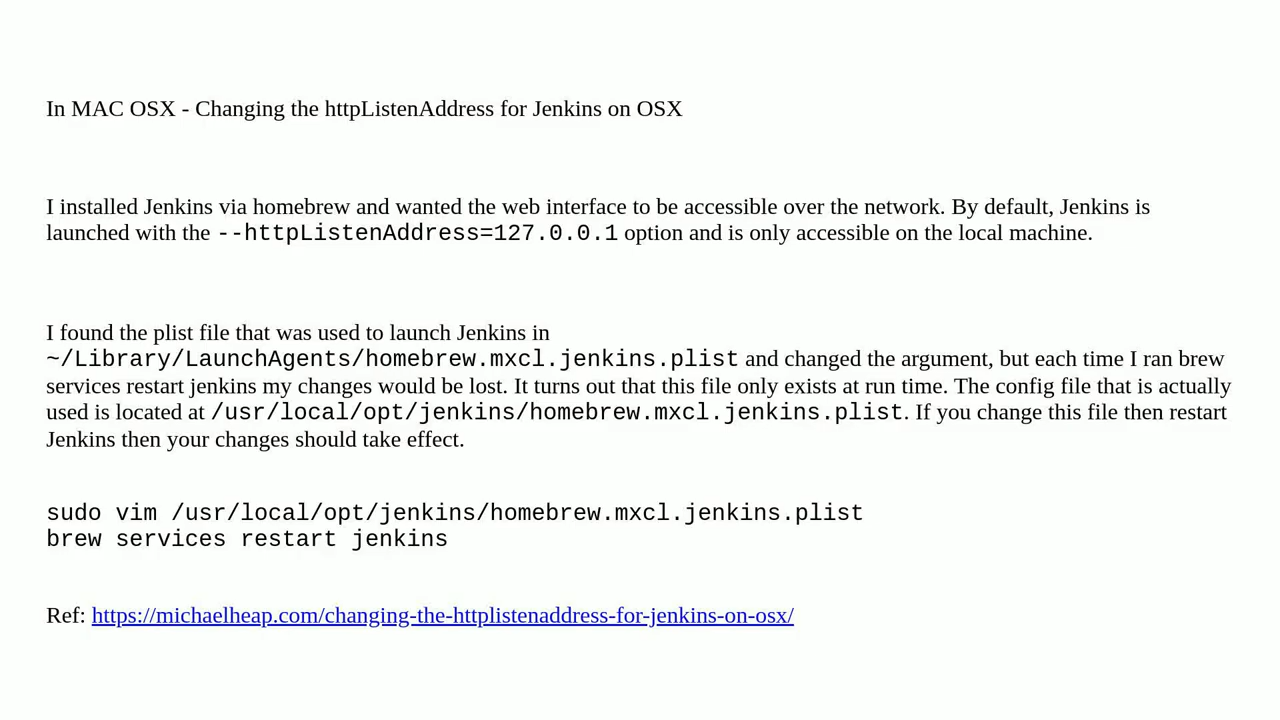 In MAC OSX - Changing the httpListenAddress for Jenkins on OSX
I installed Jenkins via homebrew and wanted the web interface to be accessible over the network. By default, Jenkins is
launched with the --httpListenAddress=127.0.0.1 option and is only accessible on the local machine.
I found the plist file that was used to launch Jenkins in
~/Library/LaunchAgents/homebrew.mxcl.jenkins.plist and changed the argument, but each time I ran brew
services restart jenkins my changes would be lost. It turns out that this file only exists at run time. The config file that is actually
used is located at /usr/local/opt/jenkins/homebrew.mxcl.jenkins.plist. If you change this file then restart
Jenkins then your changes should take effect.
sudo vim /usr/local/opt/jenkins/homebrew.mxcl.jenkins.plist
brew services restart jenkins
Ref: https://michaelheap.com/changing-the-httplistenaddress-for-jenkins-on-osx/